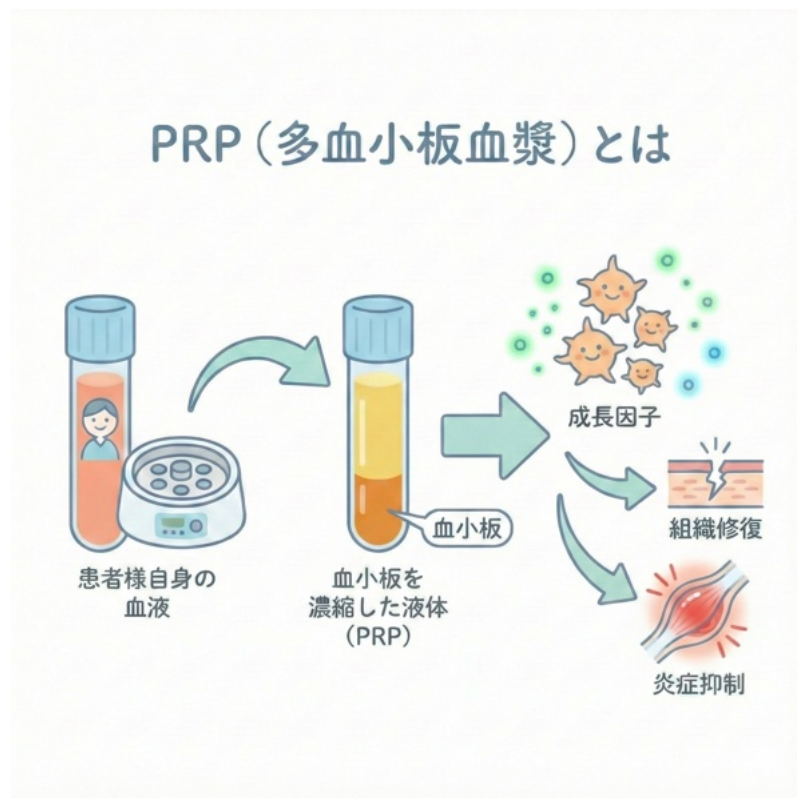 PRP（多血小板血漿）とは
患者様自身の
血液
血小板を
濃縮した液体
（PRP）
血小板
成長因子
組織修復
炎症抑制